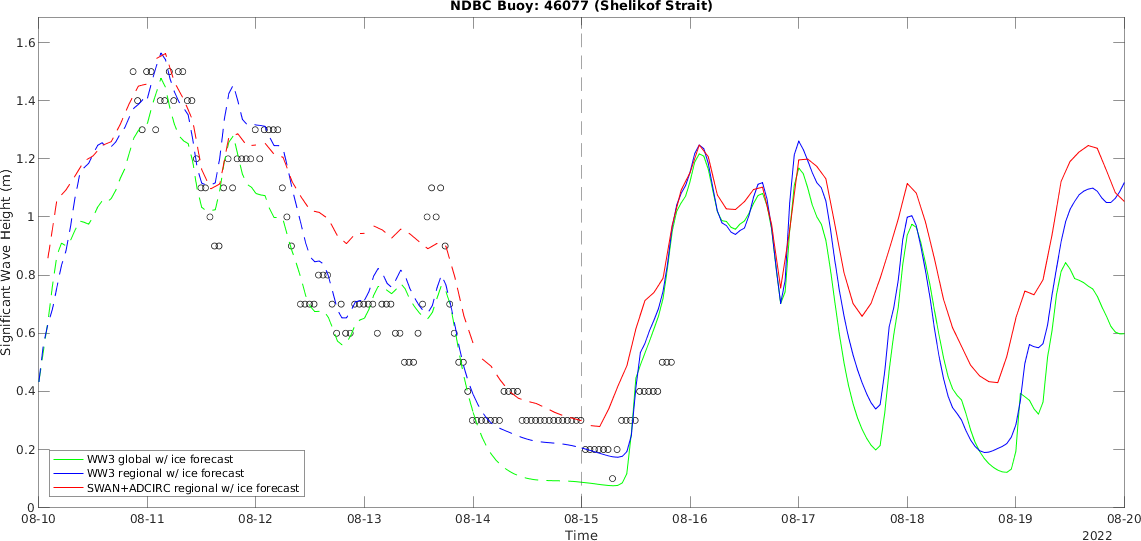 NDBC Buoy: 46077 (Shelikof Strait)
Significant Wave Height (m)
1.6
1.4
1.2
1
0.8
0.6
0.4
0.2
0
WW3 global w/ ice forecast
WW3 regional w/ ice forecast
SWAN+ADCIRC regional w/ ice forecast
08-10 08-11 08-12 08-13 08-14 08-15 08-16 08-17 08-18 08-19 08-20
Time
2022